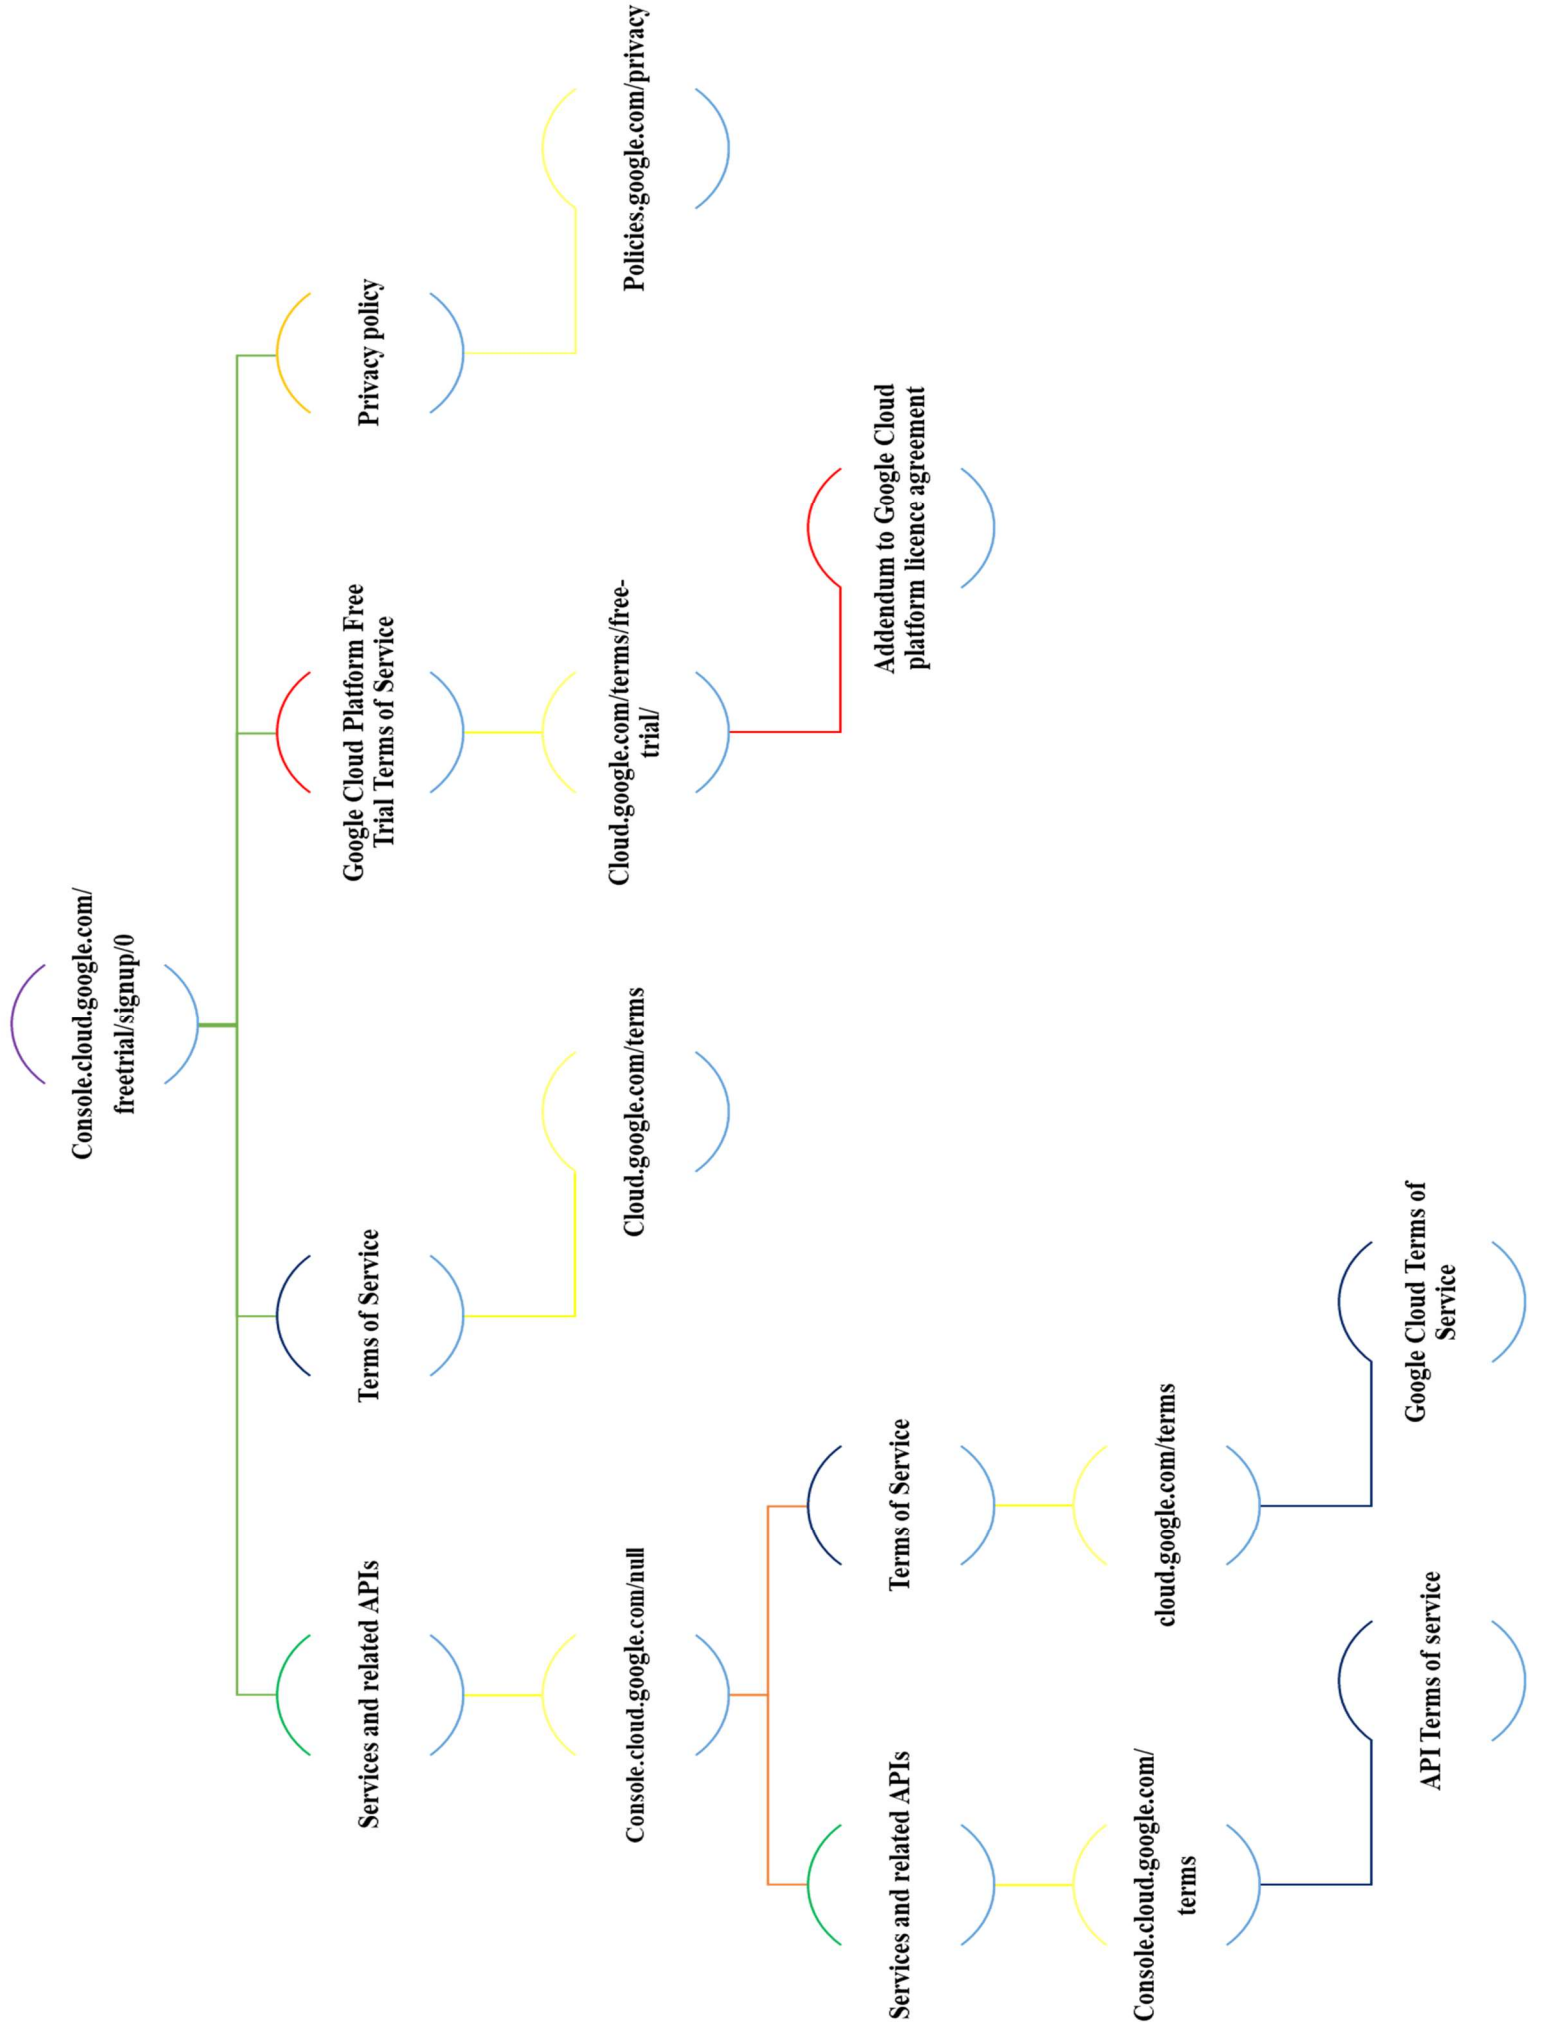 Console.cloud.google.com/
freetrial/signup/0
Services and related APIs
Terms of Service
Google Cloud Platform Free
Trial Terms of Service
Privacy policy
Console.cloud.google.com/null
Cloud.google.com/terms
Cloud.google.com/terms/free-
trial/
Policies.google.com/privacy
Services and related APIs
Terms of Service
Addendum to Google Cloud
platform licence agreement
Console.cloud.google.com/
terms
cloud.google.com/terms
API Terms of service
Google Cloud Terms of
Service